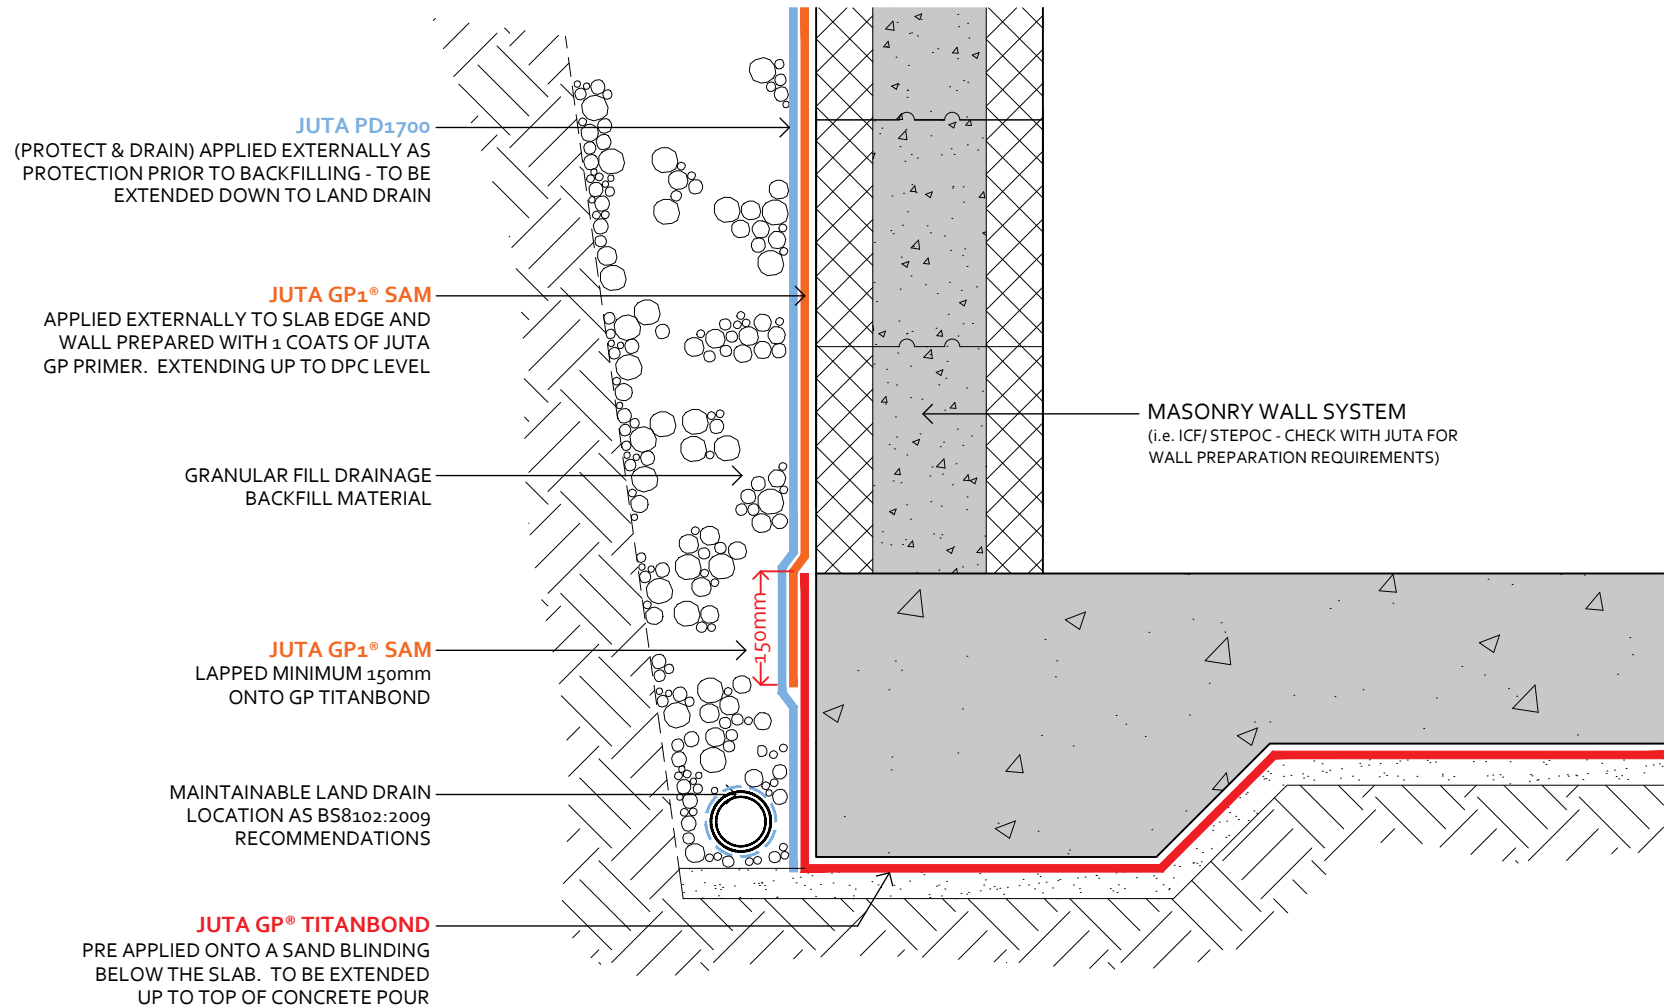 JUTA PD1700
(PROTECT & DRAIN) APPLIED EXTERNALLY AS
PROTECTION PRIOR TO BACKFILLING - TO BE
EXTENDED DOWN TO LAND DRAIN
JUTA GP1® SAM
APPLIED EXTERNALLY TO SLAB EDGE AND
WALL PREPARED WITH 1 COATS OF JUTA
GP PRIMER. EXTENDING UP TO DPC LEVEL
GRANULAR FILL DRAINAGE
BACKFILL MATERIAL
JUTA GP1® SAM
LAPPED MINIMUM 150mm
ONTO GP TITANBOND
MAINTAINABLE LAND DRAIN
LOCATION AS BS8102:2009
RECOMMENDATIONS
JUTA GP® TITANBOND
PRE APPLIED ONTO A SAND BLINDING
BELOW THE SLAB. TO BE EXTENDED
UP TO TOP OF CONCRETE POUR
150mm
MASONRY WALL SYSTEM
(i.e. ICF/ STEPOC - CHECK WITH JUTA FOR
WALL PREPARATION REQUIREMENTS)